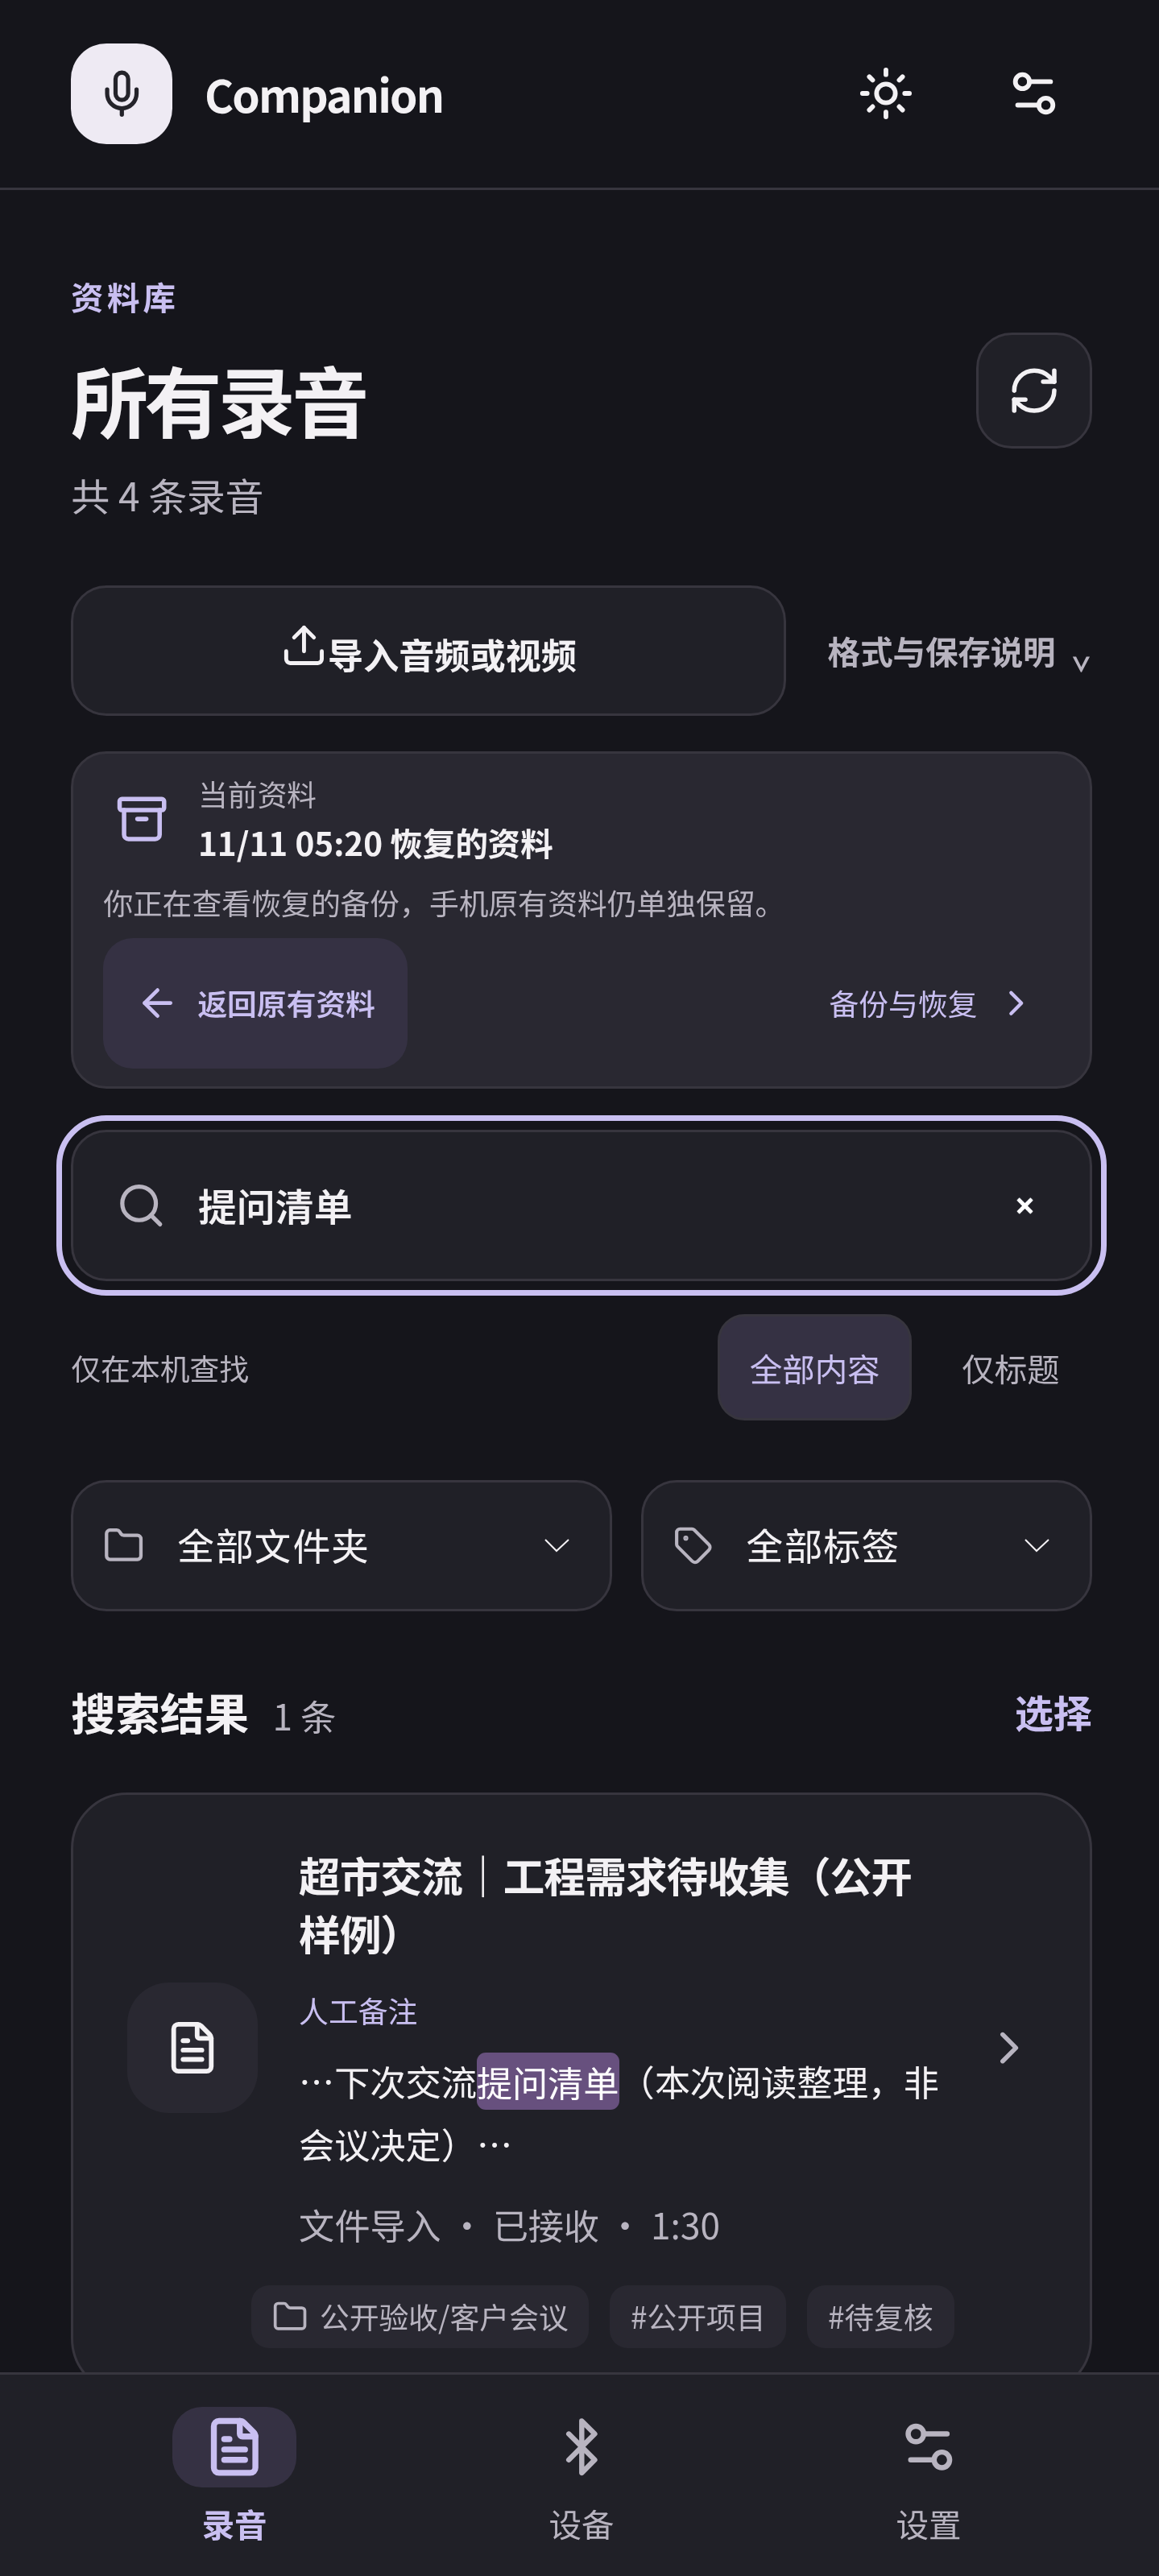 Companion
资料库
所有录音
共 4 条录音
导入音频或视频
格式与保存说明
当前资料
11/11 05:20 恢复的资料
你正在查看恢复的备份，手机原有资料仍单独保留。
返回原有资料
备份与恢复
提问清单
仅在本机查找
全部内容
仅标题
全部文件夹
全部标签
搜索结果 1 条
选择
超市交流｜工程需求待收集（公开
样例）
人工备注
…下次交流提问清单（本次阅读整理，非
会议决定）…
文件导入 · 已接收 · 1:30
公开验收/客户会议 #公开项目 #待复核
录音
设备
设置